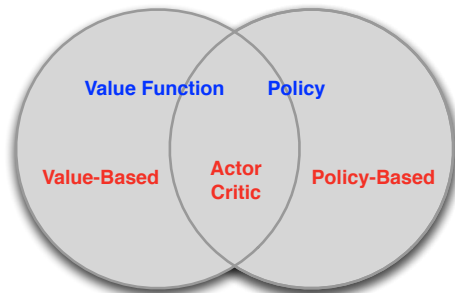 Value Function
Policy
Value-Based
Actor
Critic
Policy-Based